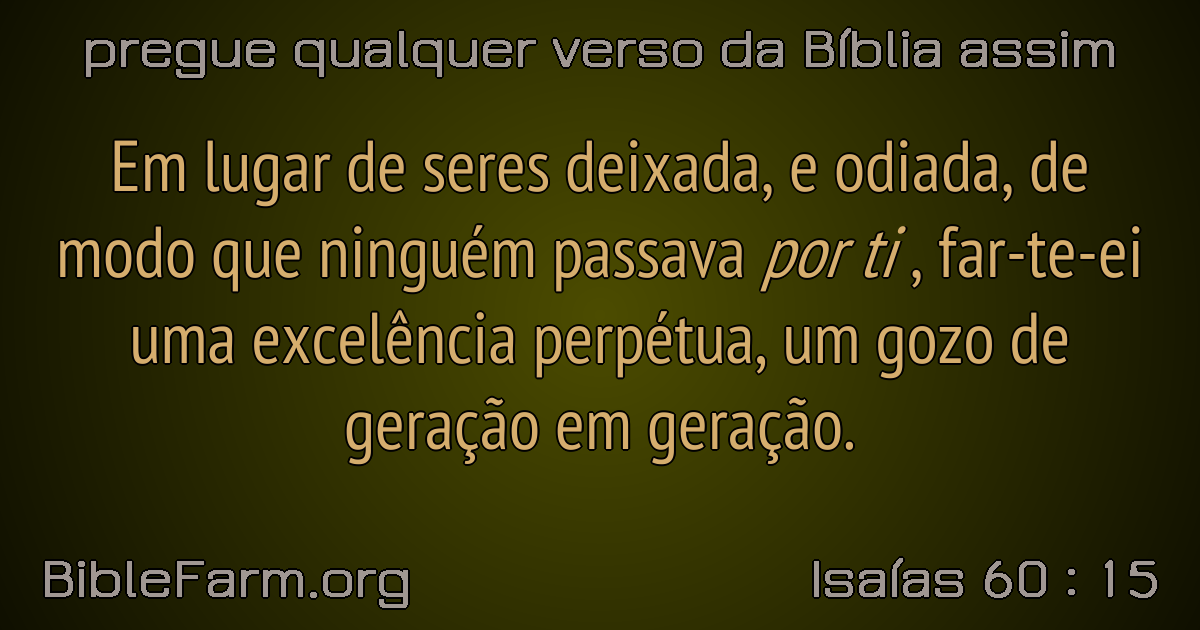 pregue qualquer verso da Bíblia assim
Em lugar de seres deixada, e odiada, de
modo que ninguém passava por ti , far-te-ei
uma excelência perpétua, um gozo de
geração em geração.
BibleFarm.org
Isaías 60 : 15